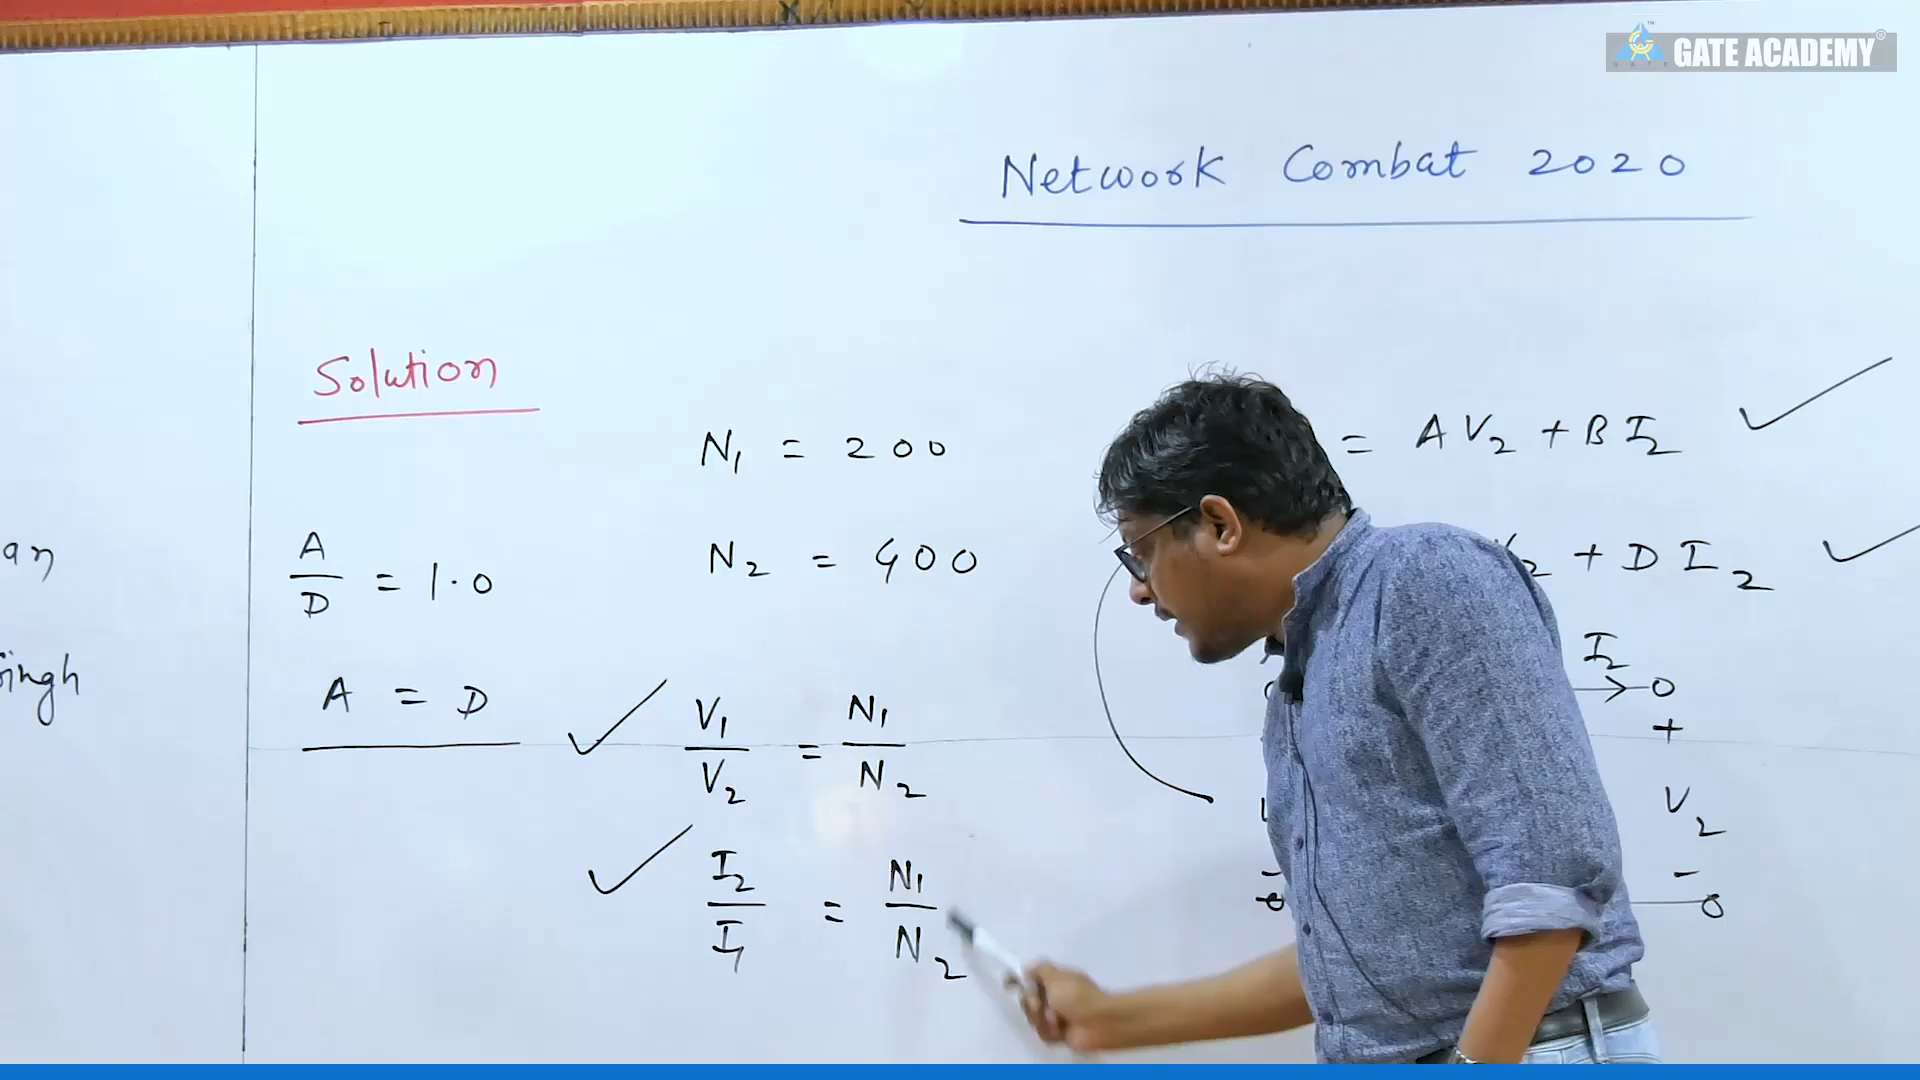 GATE ACADEMY
Network Combat 2020
Solution
N1 = 200
= AV2 + BI2
A/D = 1.0
N2 = 400
2 + DI2
A = D
V1/V2 = N1/N2
I2/I1 = N1/N2
I2
+
V2
-